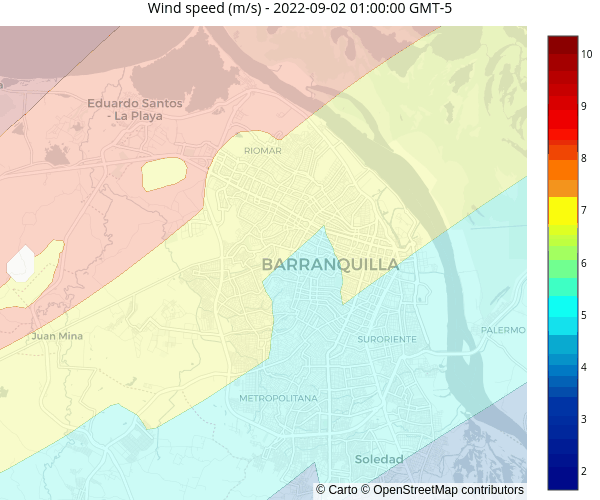 Wind speed (m/s) - 2022-09-02 01:00:00 GMT-5
10
Eduardo Santos
- La Playa
9
RIOMAR
8
7
BARRANQUILLA
6
5
Juan Mina
SURORIENTE
PALERMO
4
METROPOLITANA
3
Soledad
2
© Carto © OpenStreetMap contributors